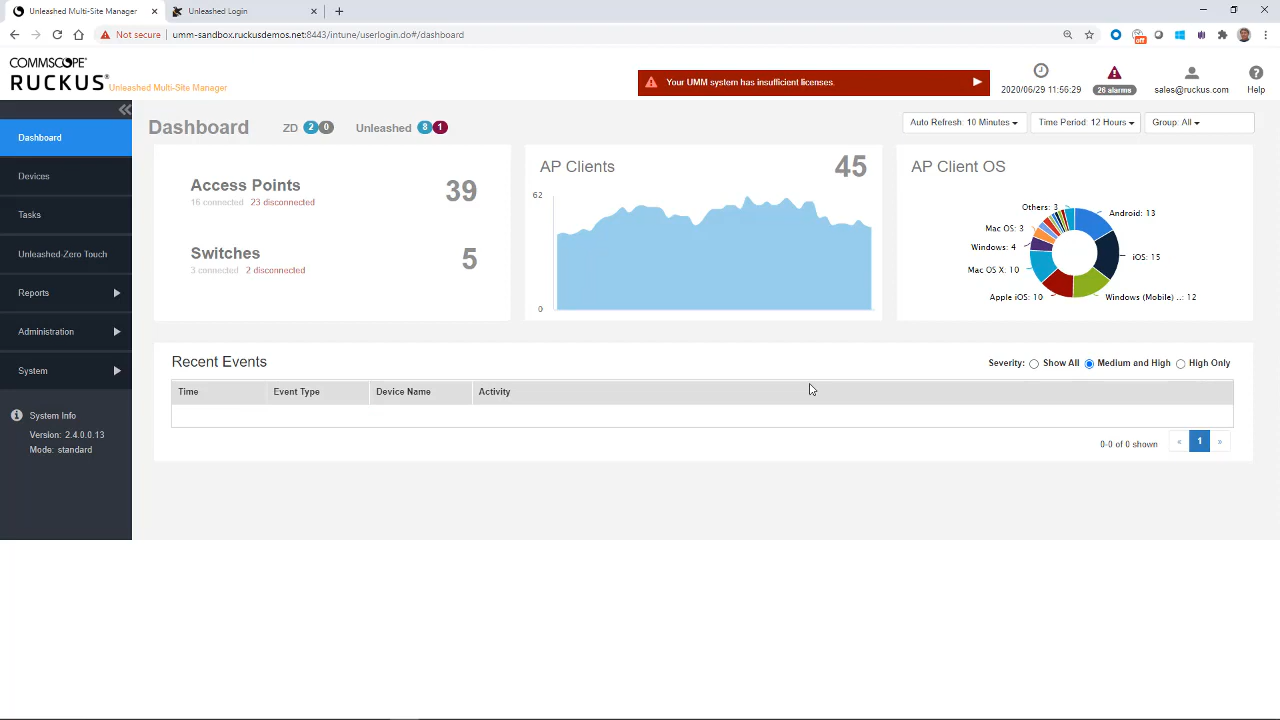 Unleashed Multi-Site Manager
Unleashed Login
Not secure
umm-sandbox.ruckusdemos.net:8443/intune/userlogin.do#/dashboard
off
COMMSCOPE
RUCKUS
Unleashed Multi-Site Manager
Your UMM system has insufficient licenses.
2020/06/29 11:56:29
26 alarms
sales@ruckus.com
Help
Dashboard
Devices
Tasks
Unleashed-Zero Touch
Reports
Administration
System
System Info
Version: 2.4.0.0.13
Mode: standard
Dashboard
ZD 2 0
Unleashed 8 1
Auto Refresh: 10 Minutes
Time Period: 12 Hours
Group: All
Access Points
39
16 connected 23 disconnected
Switches
5
3 connected 2 disconnected
AP Clients
45
62
0
AP Client OS
Others: 3
Android: 13
Mac OS: 3
Windows: 4
iOS: 15
Mac OS X: 10
Apple iOS: 10
Windows (Mobile) ...: 12
Recent Events
Severity: Show All Medium and High High Only
Time Event Type Device Name Activity
0-0 of 0 shown
« 1 »